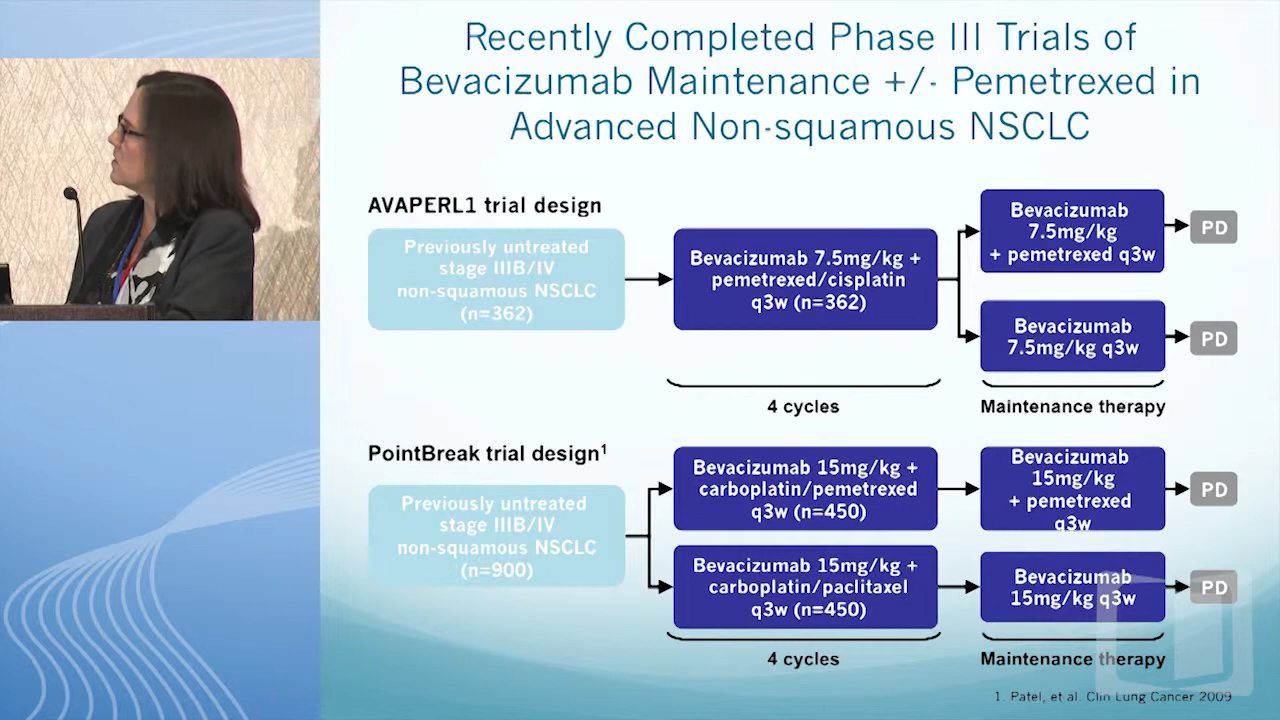 Recently Completed Phase III Trials of
Bevacizumab Maintenance +/- Pemetrexed in
Advanced Non-squamous NSCLC
AVAPERL1 trial design
Previously untreated
stage IIIB/IV
non-squamous NSCLC
(n=362)
Bevacizumab 7.5mg/kg +
pemetrexed/cisplatin
q3w (n=362)
Bevacizumab
7.5mg/kg
+ pemetrexed q3w
PD
Bevacizumab
7.5mg/kg q3w
PD
4 cycles
Maintenance therapy
PointBreak trial design1
Previously untreated
stage IIIB/IV
non-squamous NSCLC
(n=900)
Bevacizumab 15mg/kg +
carboplatin/pemetrexed
q3w (n=450)
Bevacizumab
15mg/kg
+ pemetrexed
q3w
PD
Bevacizumab 15mg/kg +
carboplatin/paclitaxel
q3w (n=450)
Bevacizumab
15mg/kg q3w
PD
4 cycles
Maintenance therapy
1. Patel, et al. Clin Lung Cancer 2009